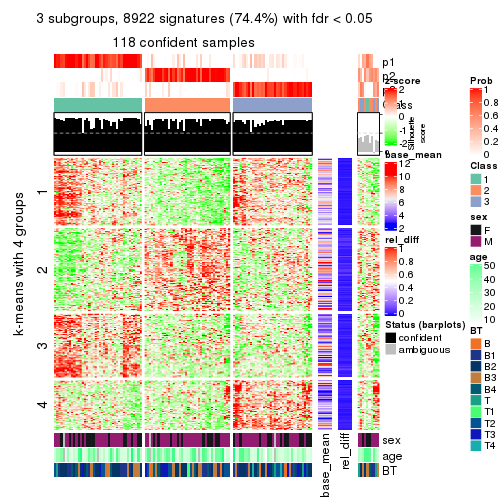 3 subgroups, 8922 signatures (74.4%) with fdr < 0.05
118 confident samples
p1
p2
p3
Class
k-means with 4 groups
1
2
3
4
Silhouette
score
z-score
2
1
0
-1
-2
base_mean
12
10
8
6
4
2
rel_diff
1
0.8
0.6
0.4
0.2
0
Status (barplots)
confident
ambiguous
sex
age
BT
base_mean
rel_diff
Prob
1
0.8
0.6
0.4
0.2
0
Class
1
2
3
sex
F
M
age
50
40
30
20
10
BT
B
B1
B2
B3
B4
T
T1
T2
T3
T4